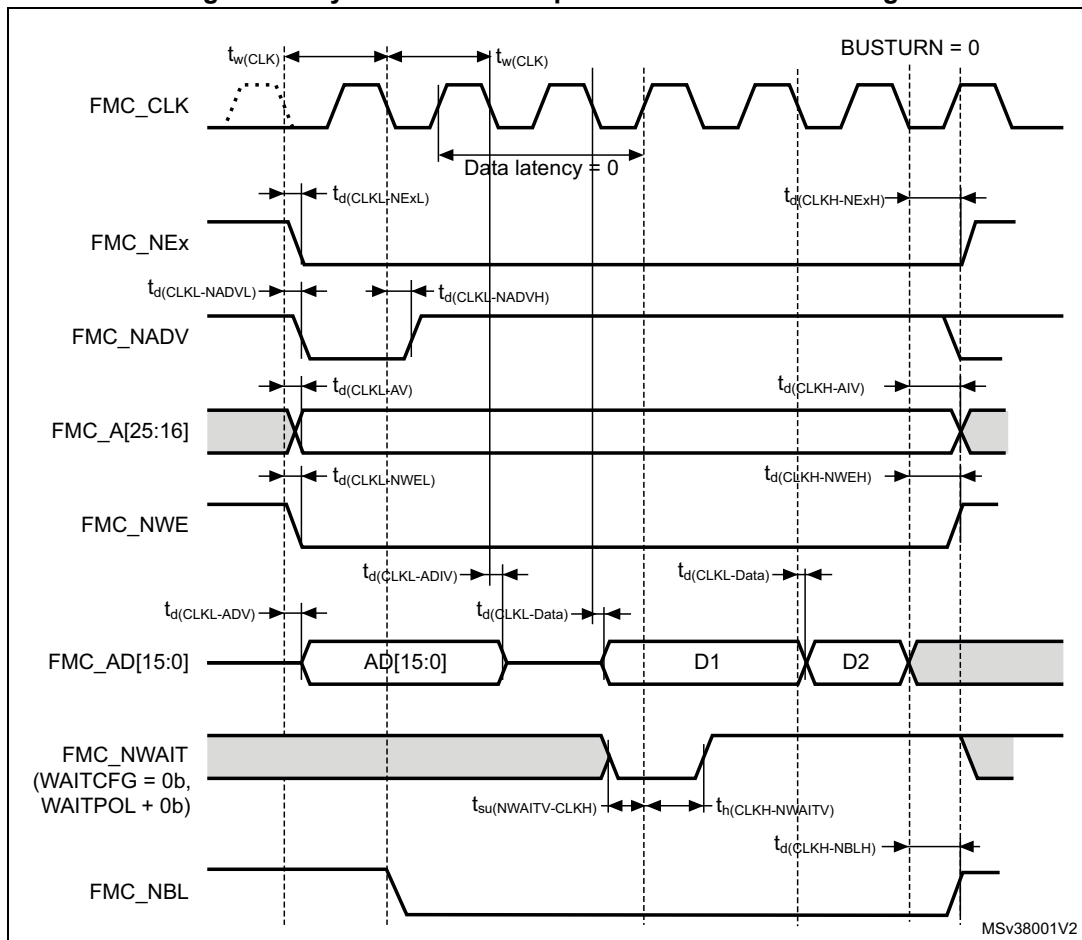 BUSTURN = 0
tw(CLK) tw(CLK)
FMC_CLK
Data latency = 0
td(CLKL-NExL) td(CLKH-NExH)
FMC_NEx
td(CLKL-NADVL) td(CLKL-NADVH)
FMC_NADV
td(CLKL-AV) td(CLKH-AIV)
FMC_A[25:16]
td(CLKL-NWEL) td(CLKH-NWEH)
FMC_NWE
td(CLKL-ADIV) td(CLKL-Data)
td(CLKL-ADV) td(CLKL-Data)
FMC_AD[15:0] AD[15:0] D1 D2
FMC_NWAIT
(WAITCFG = 0b,
WAITPOL + 0b)
tsu(NWAITV-CLKH) th(CLKH-NWAITV)
td(CLKH-NBLH)
FMC_NBL
MSv38001V2